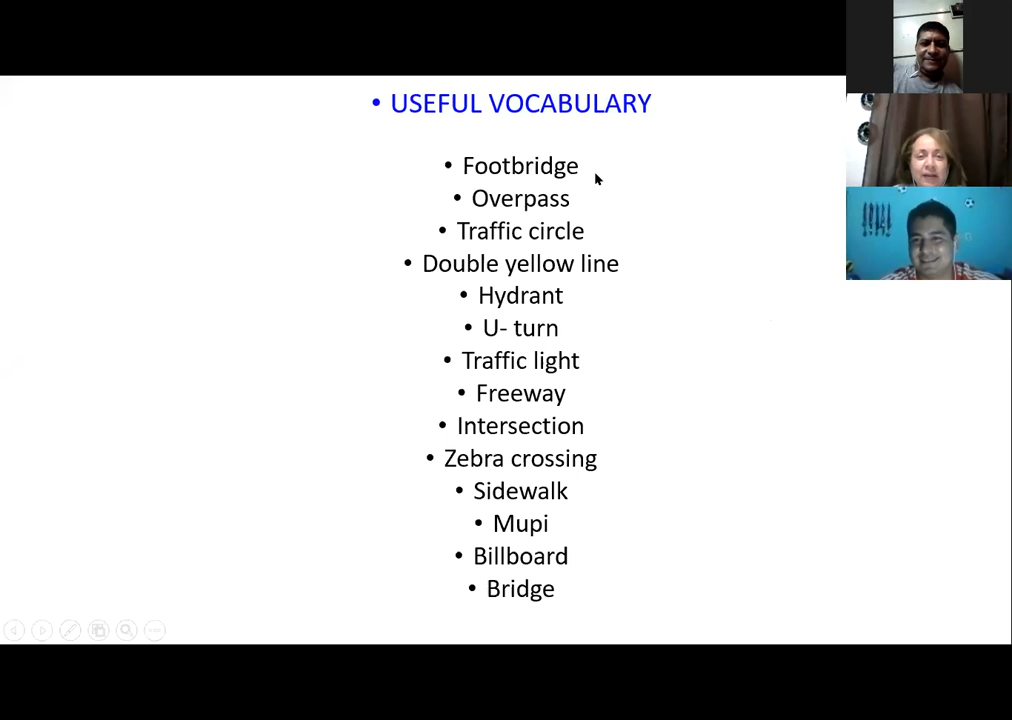 • USEFUL VOCABULARY
• Footbridge
• Overpass
• Traffic circle
• Double yellow line
• Hydrant
• U- turn
• Traffic light
• Freeway
• Intersection
• Zebra crossing
• Sidewalk
• Mupi
• Billboard
• Bridge